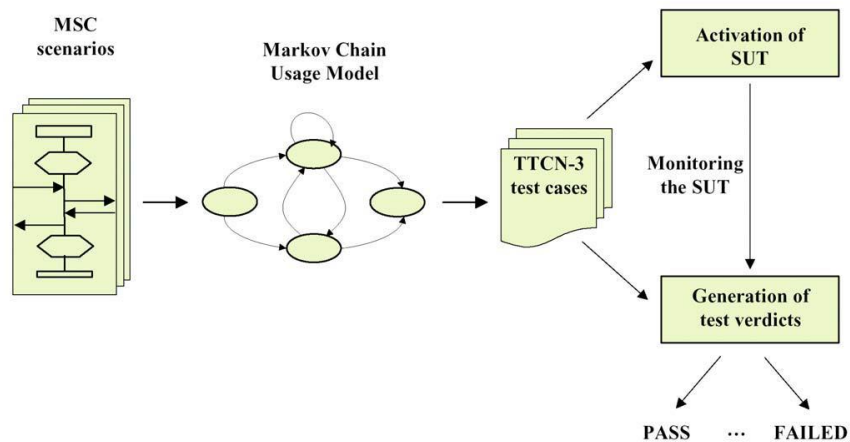 MSC
scenarios
Markov Chain
Usage Model
TTCN-3
test cases
Activation of
SUT
Monitoring
the SUT
Generation of
test verdicts
PASS ... FAILED